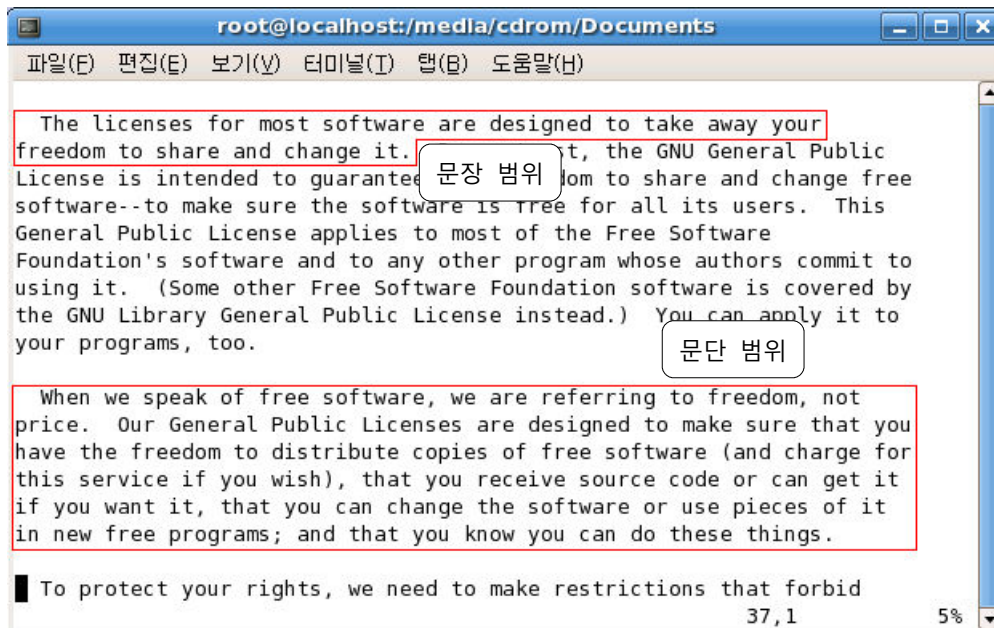 root@localhost:/media/cdrom/Documents
파일(F) 편집(E) 보기(V) 터미널(T) 탭(B) 도움말(H)
The licenses for most software are designed to take away your
freedom to share and change it. st, the GNU General Public
문장 범위
License is intended to guarantee dom to share and change free
software--to make sure the software is free for all its users. This
General Public License applies to most of the Free Software
Foundation's software and to any other program whose authors commit to
using it. (Some other Free Software Foundation software is covered by
the GNU Library General Public License instead.) You can apply it to
your programs, too.
문단 범위
When we speak of free software, we are referring to freedom, not
price. Our General Public Licenses are designed to make sure that you
have the freedom to distribute copies of free software (and charge for
this service if you wish), that you receive source code or can get it
if you want it, that you can change the software or use pieces of it
in new free programs; and that you know you can do these things.
To protect your rights, we need to make restrictions that forbid
37,1 5%